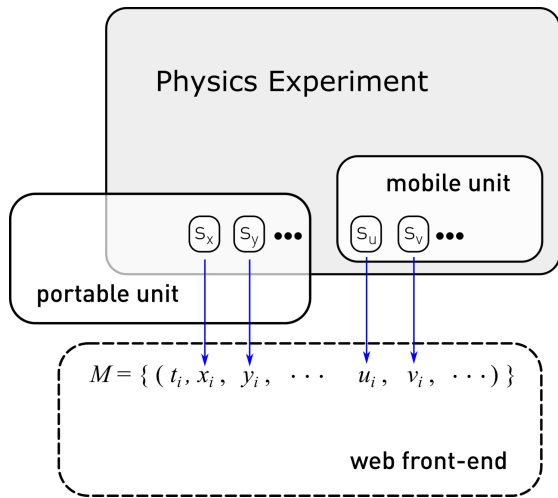 Physics Experiment
mobile unit
Sx Sy ••• Su Sv •••
portable unit
M = { ( ti, xi, yi, · · · ui, vi, · · · ) }
web front-end